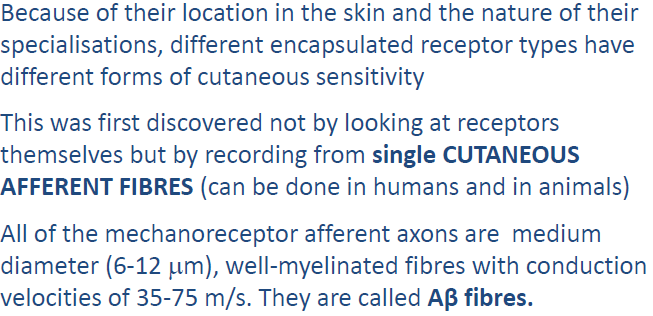 Because of their location in the skin and the nature of their
specialisations, different encapsulated receptor types have
different forms of cutaneous sensitivity
This was first discovered not by looking at receptors
themselves but by recording from single CUTANEOUS
AFFERENT FIBRES (can be done in humans and in animals)
All of the mechanoreceptor afferent axons are  medium
diameter (6-12 μm), well-myelinated fibres with conduction
velocities of 35-75 m/s. They are called Aβ fibres.